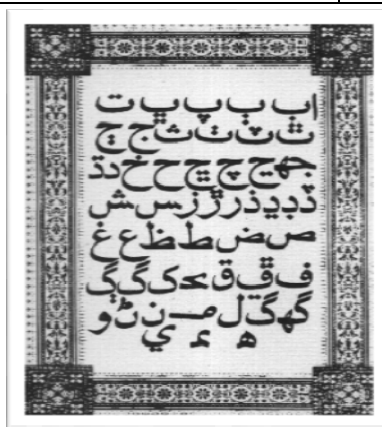 ا ب ٻ پ ڀ ت
ٿ ٽ ٺ ث ج ڄ
جھ ڃ چ ڇ ح خ د ڌ
ڏ ڊ ڍ ذ ر ڙ ز س ش
ص ض ط ظ ع غ
ف ڦ ق ڪ ک گ ڳ
گھ ڱ ل م ن ڻ و
ھ ء ي